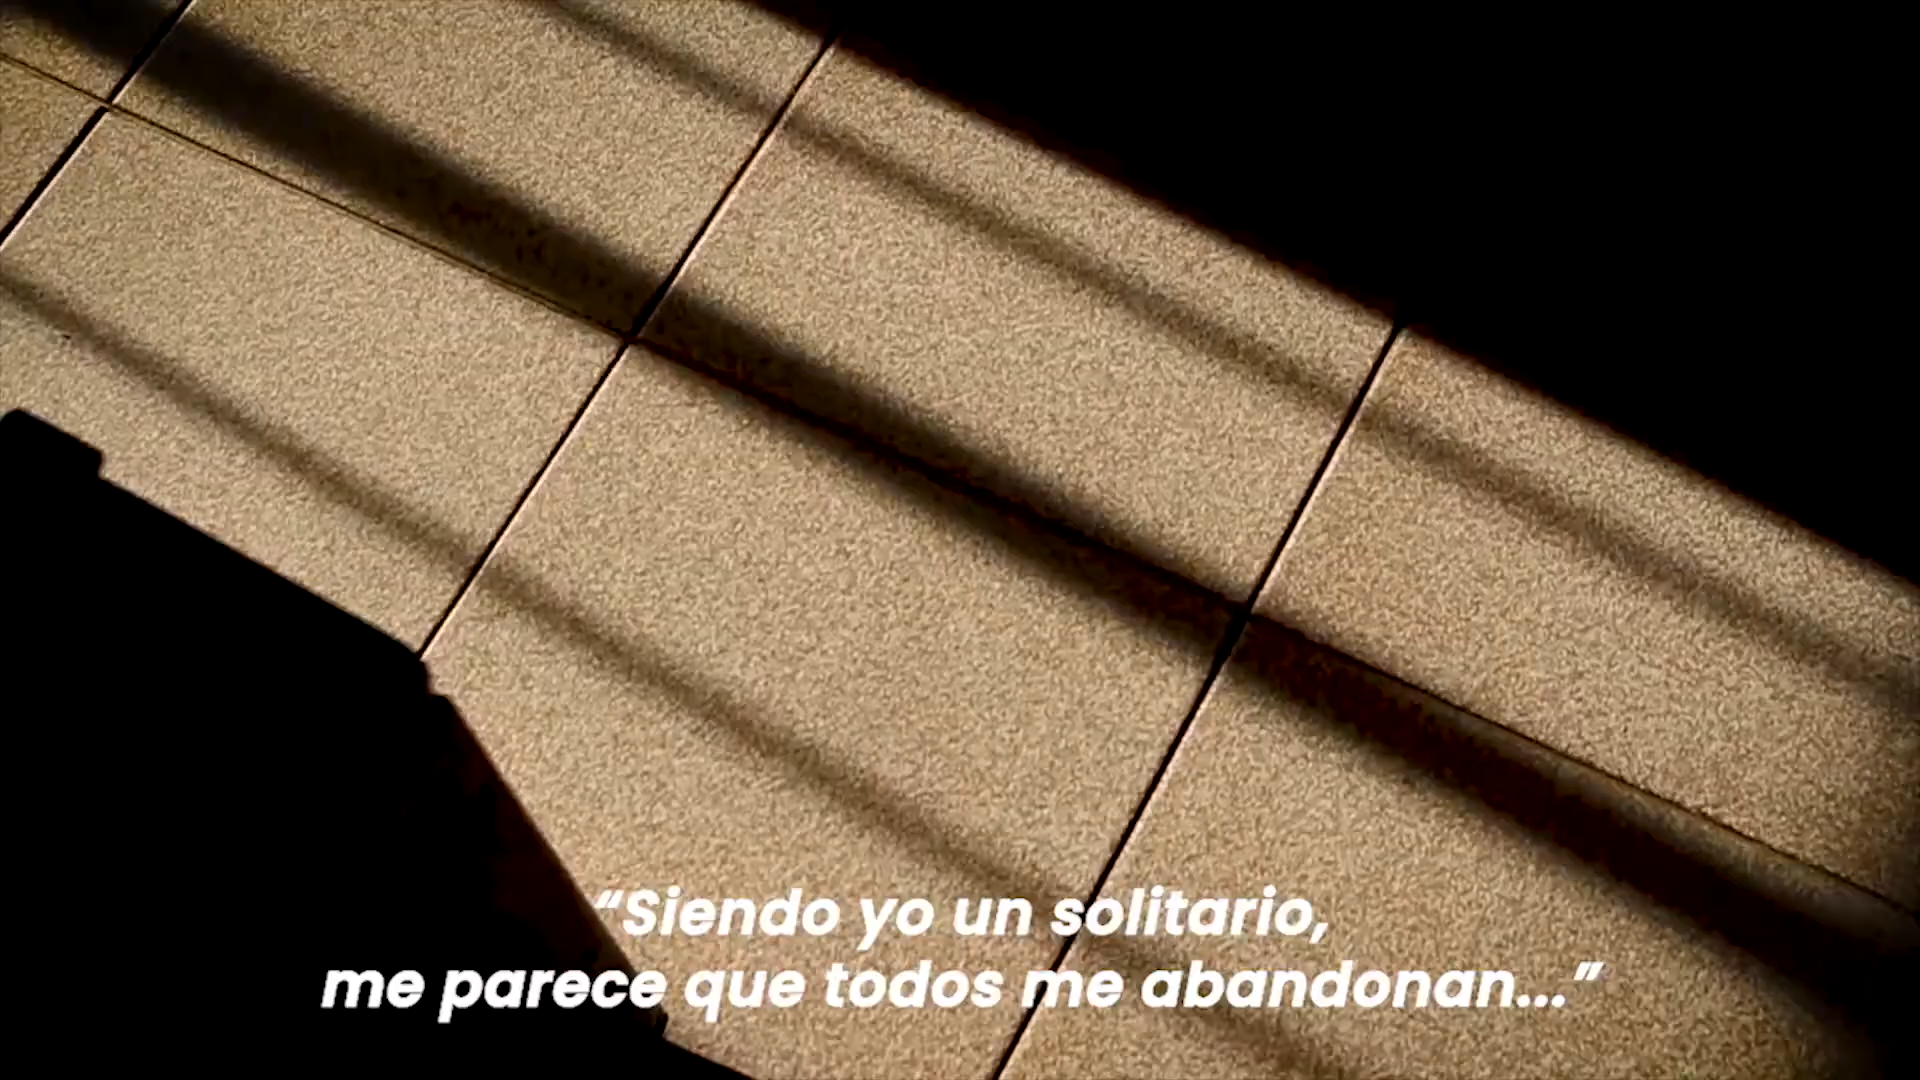 “Siendo yo un solitario,
me parece que todos me abandonan...”